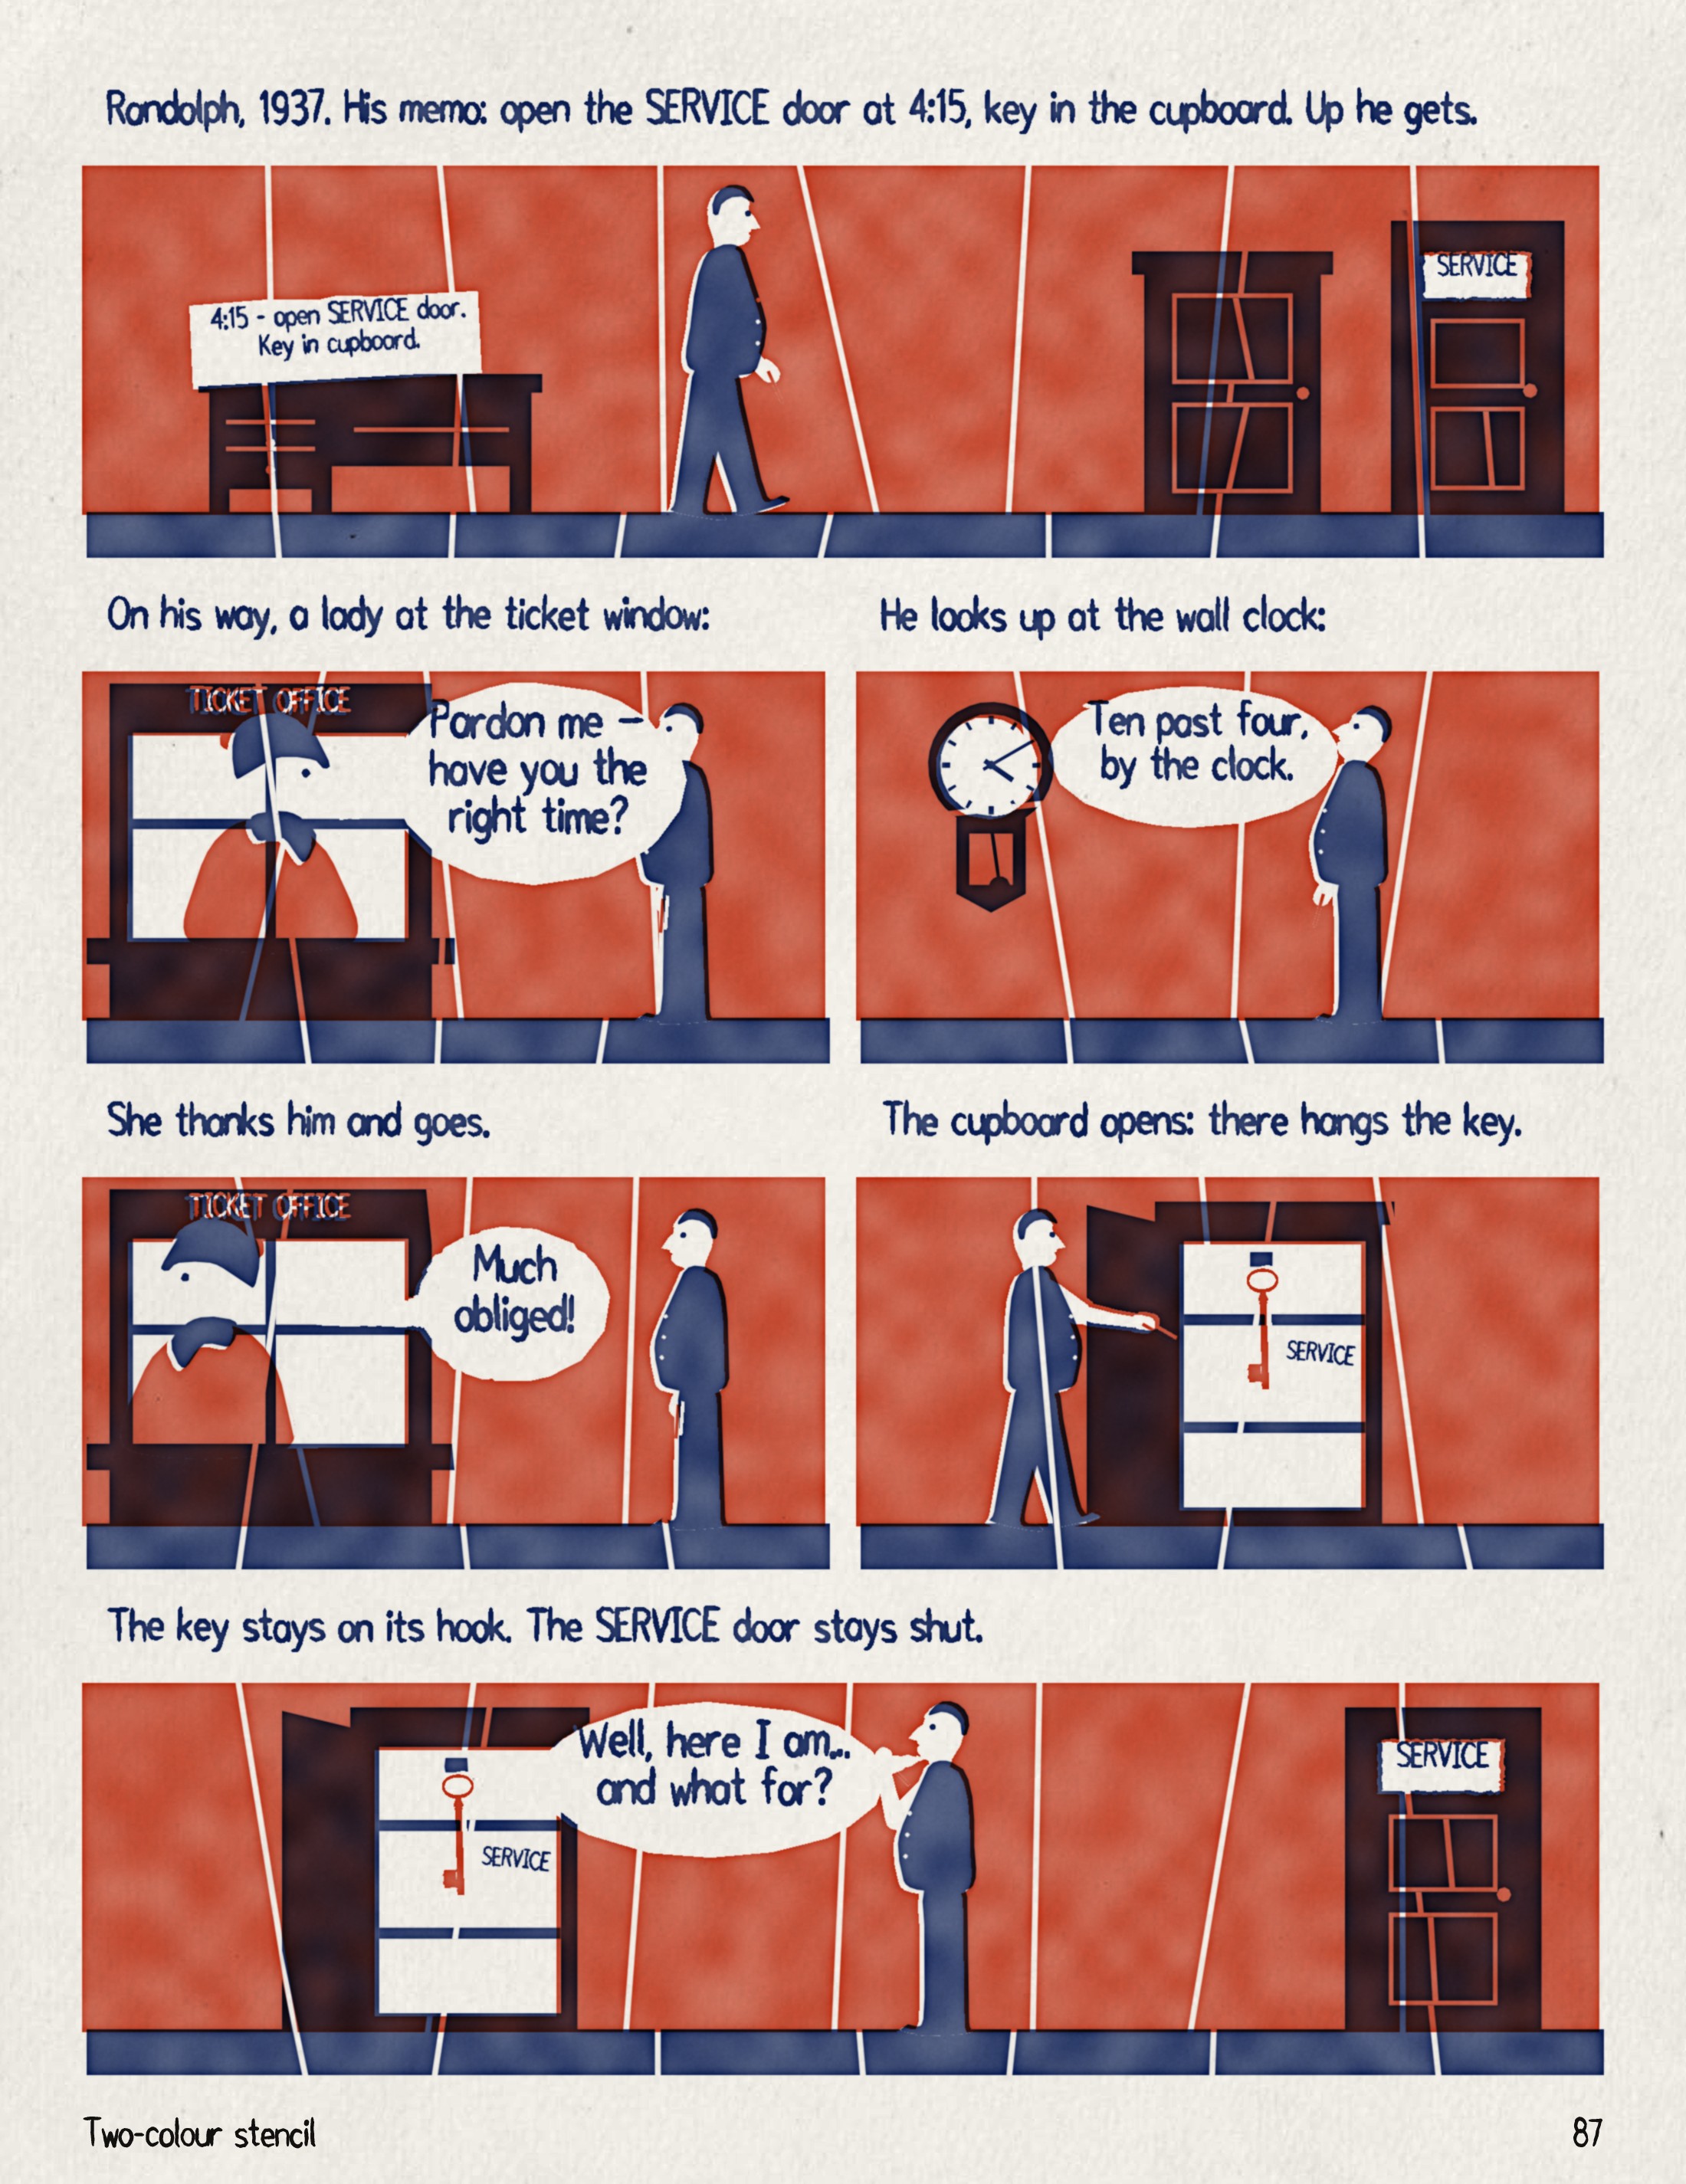 Randolph, 1937. His memo: open the SERVICE door at 4:15, key in the cupboard. Up he gets.
4:15 - open SERVICE door.
Key in cupboard.
SERVICE
On his way, a lady at the ticket window:
TICKET OFFICE
Pardon me —
have you the
right time?
He looks up at the wall clock:
Ten past four,
by the clock.
She thanks him and goes.
TICKET OFFICE
Much
obliged!
The cupboard opens: there hangs the key.
SERVICE
The key stays on its hook. The SERVICE door stays shut.
Well, here I am...
and what for?
SERVICE
SERVICE
Two-colour stencil
87